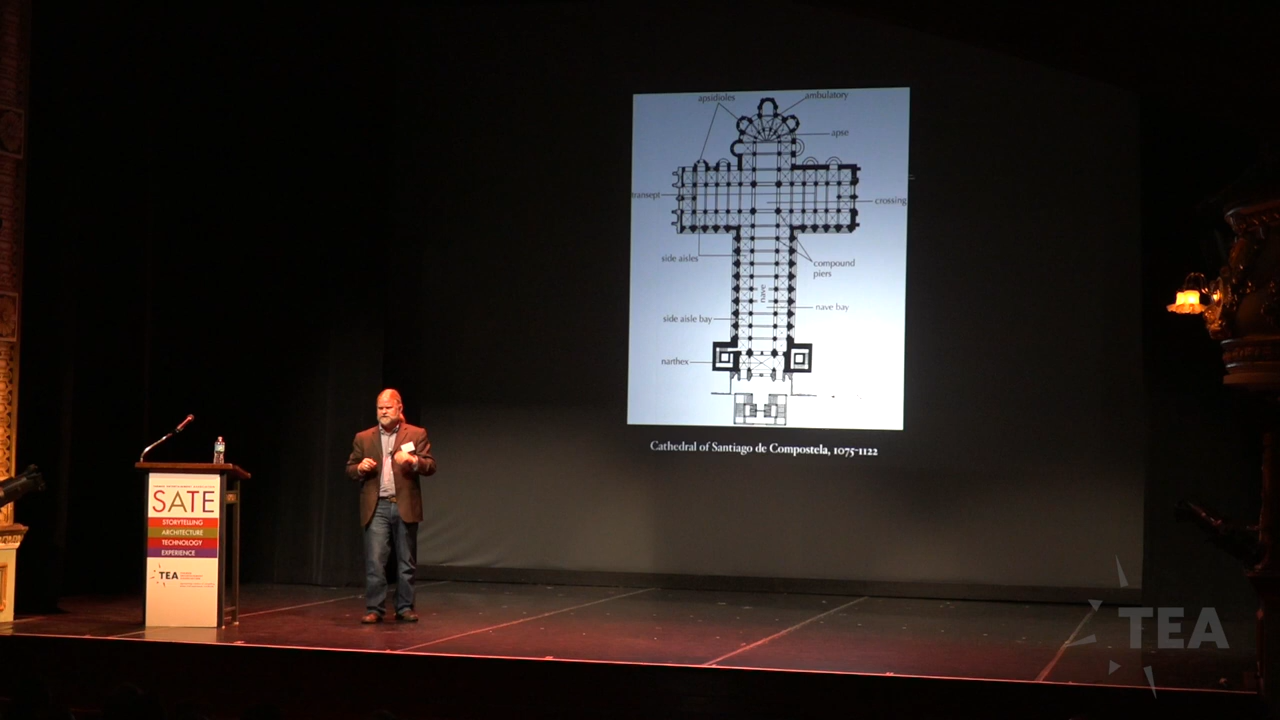 apsidioles
ambulatory
apse
transept
crossing
side aisles
compound
piers
nave
nave bay
side aisle bay
narthex
Cathedral of Santiago de Compostela, 1075-1122
SATE
STORYTELLING
ARCHITECTURE
TECHNOLOGY
EXPERIENCE
TEA
TEA